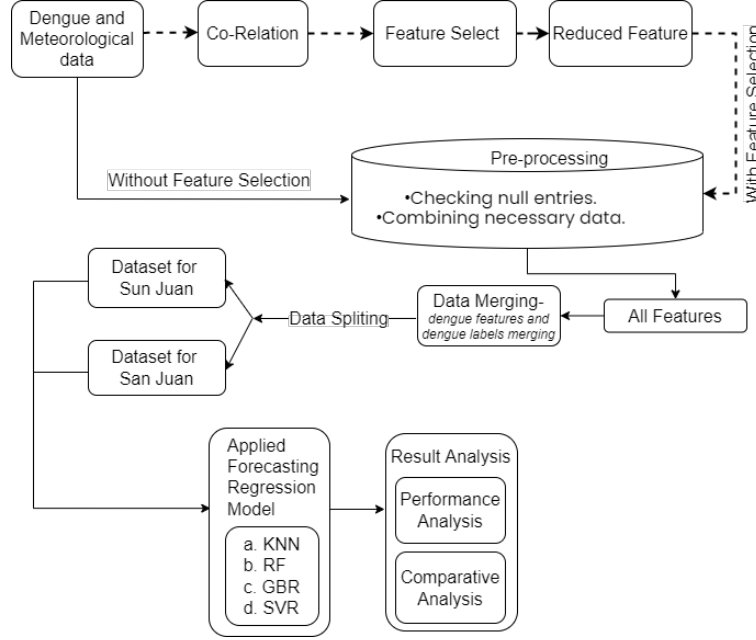 Dengue and
Meteorological
data
Co-Relation
Feature Select
Reduced Feature
With Feature Selection
Without Feature Selection
Pre-processing
•Checking null entries.
•Combining necessary data.
Dataset for
Sun Juan
Data Spliting
Data Merging-
dengue features and
dengue labels merging
All Features
Dataset for
San Juan
Applied
Forecasting
Regression
Model
a. KNN
b. RF
c. GBR
d. SVR
Result Analysis
Performance
Analysis
Comparative
Analysis